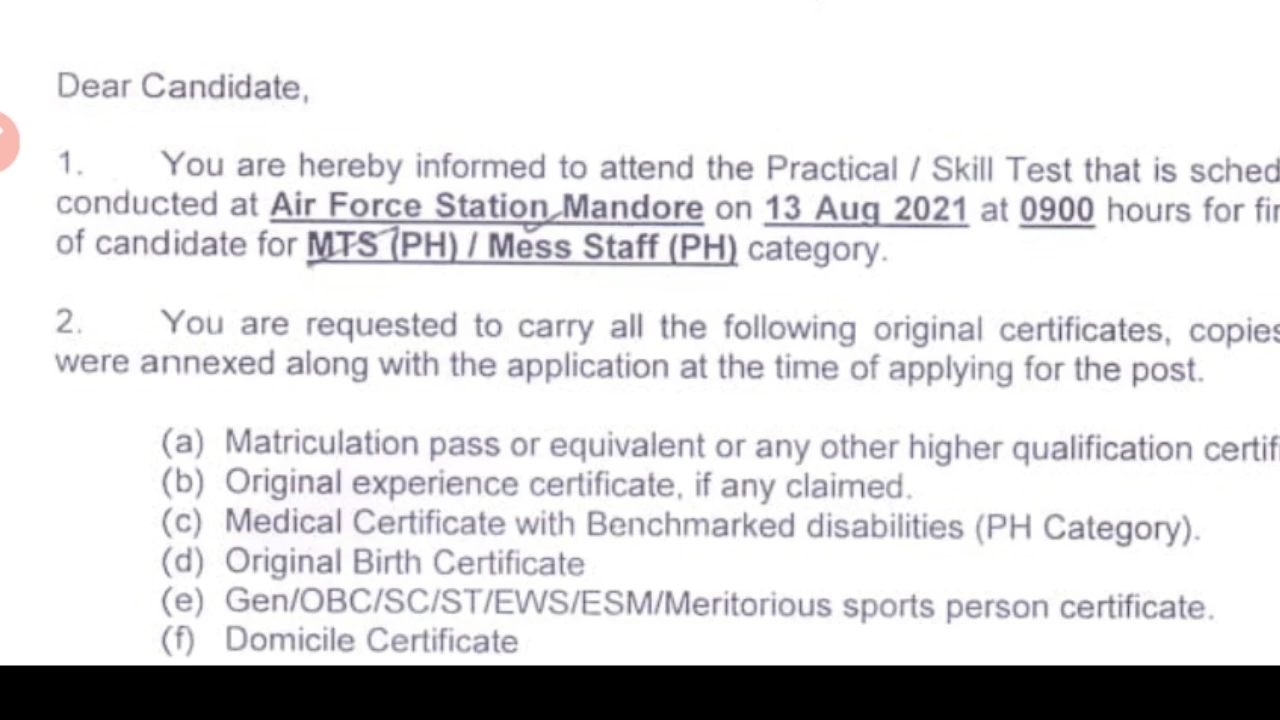 Dear Candidate,
1. You are hereby informed to attend the Practical / Skill Test that is sched
conducted at Air Force Station Mandore on 13 Aug 2021 at 0900 hours for fi
of candidate for MTS (PH) / Mess Staff (PH) category.
2. You are requested to carry all the following original certificates, copies
were annexed along with the application at the time of applying for the post.
(a) Matriculation pass or equivalent or any other higher qualification certif
(b) Original experience certificate, if any claimed.
(c) Medical Certificate with Benchmarked disabilities (PH Category).
(d) Original Birth Certificate
(e) Gen/OBC/SC/ST/EWS/ESM/Meritorious sports person certificate.
(f) Domicile Certificate